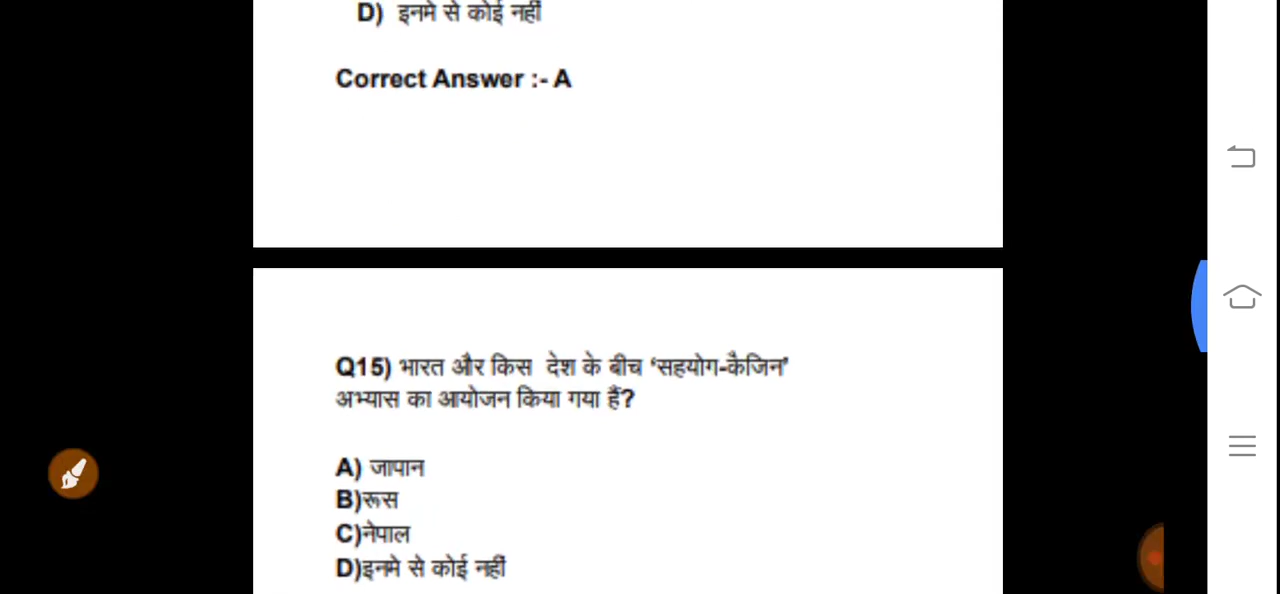 D) इनमे से कोई नहीं
Correct Answer :- A
Q15) भारत और किस देश के बीच ‘सहयोग-कैजिन’
अभ्यास का आयोजन किया गया हैं?
A) जापान
B)रूस
C)नेपाल
D)इनमे से कोई नहीं